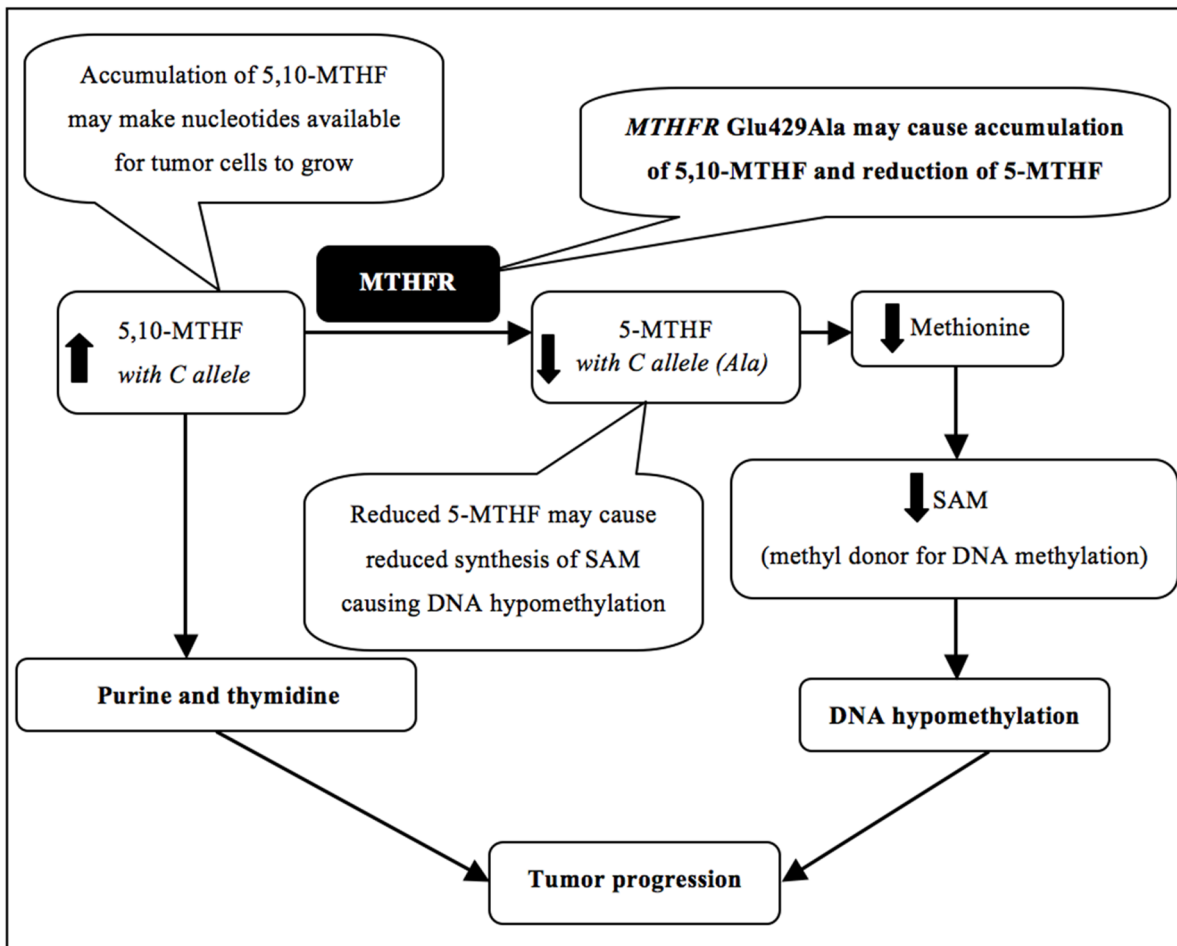 Accumulation of 5,10-MTHF
may make nucleotides available
for tumor cells to grow
MTHFR Glu429Ala may cause accumulation
of 5,10-MTHF and reduction of 5-MTHF
MTHFR
5,10-MTHF
with C allele
5-MTHF
with C allele (Ala)
Methionine
Reduced 5-MTHF may cause
reduced synthesis of SAM
causing DNA hypomethylation
SAM
(methyl donor for DNA methylation)
Purine and thymidine
DNA hypomethylation
Tumor progression